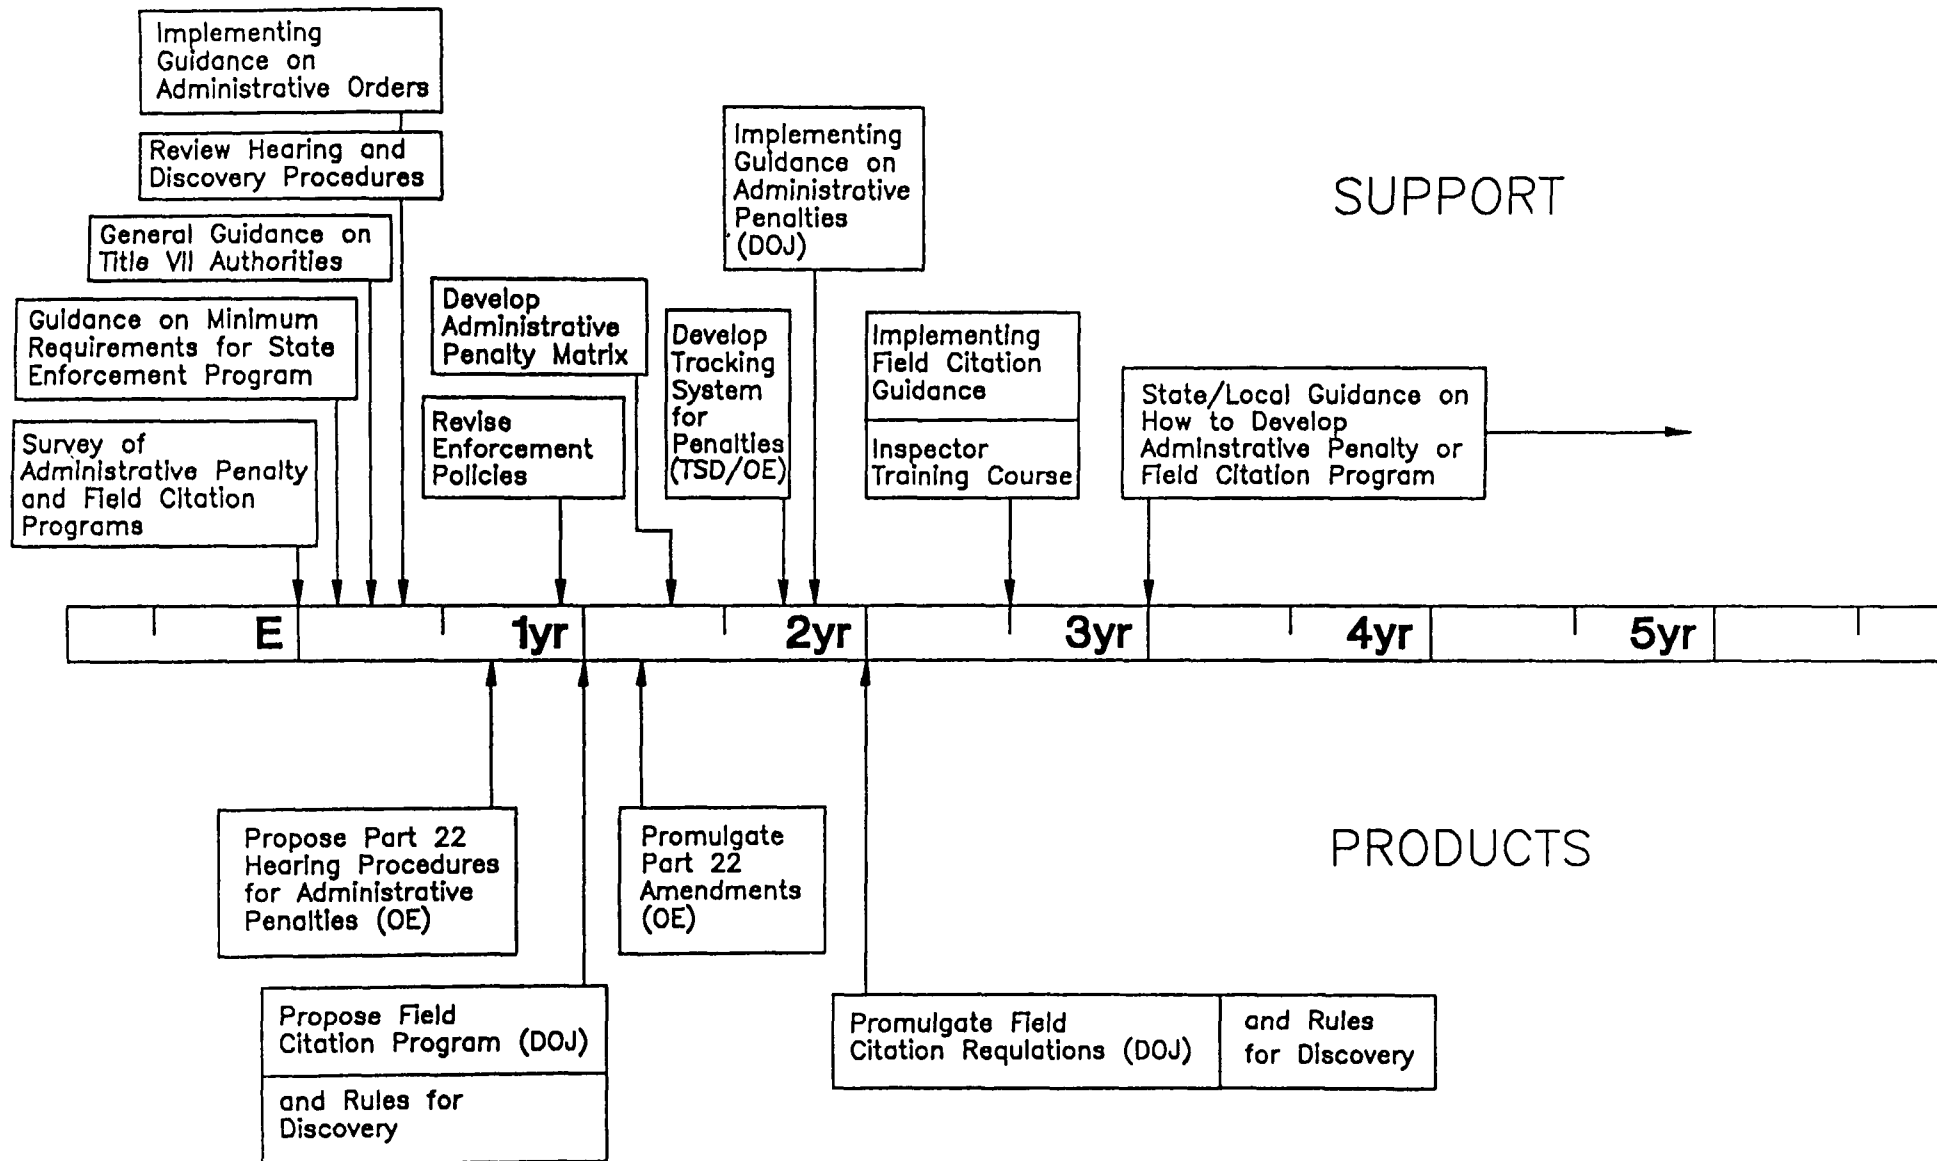 Implementing
Guidance on
Administrative Orders
Review Hearing and
Discovery Procedures
General Guidance on
Title VII Authorities
Guidance on Minimum
Requirements for State
Enforcement Program
Survey of
Administrative Penalty
and Field Citation
Programs
Develop
Administrative
Penalty Matrix
Revise
Enforcement
Policies
Develop
Tracking
System
for
Penalties
(TSD/OE)
Implementing
Guidance on
Administrative
Penalties
(DOJ)
Implementing
Field Citation
Guidance
Inspector
Training Course
State/Local Guidance on
How to Develop
Adminstrative Penalty or
Field Citation Program
SUPPORT
E
1yr
2yr
3yr
4yr
5yr
Propose Part 22
Hearing Procedures
for Administrative
Penalties (OE)
Propose Field
Citation Program (DOJ)
and Rules for
Discovery
Promulgate
Part 22
Amendments
(OE)
Promulgate Field
Citation Requlations (DOJ)
and Rules
for Discovery
PRODUCTS